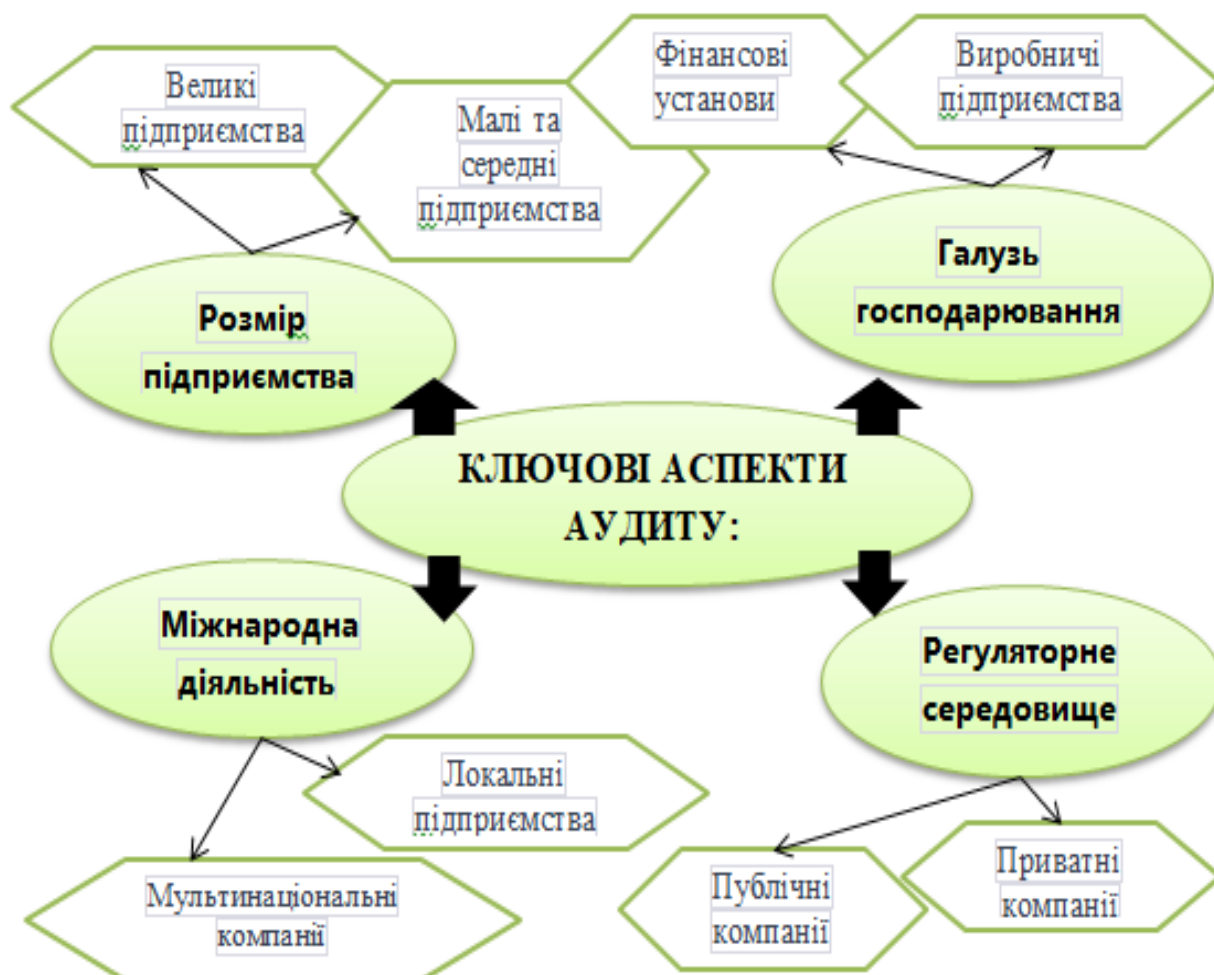 Великі
підприємства
Малі та
середні
підприємства
Фінансові
установи
Виробничі
підприємства
Розмір
підприємства
Галузь
господарювання
КЛЮЧОВІ АСПЕКТИ
АУДИТУ:
Міжнародна
діяльність
Регуляторне
середовище
Локальні
підприємства
Мультинаціональні
компанії
Публічні
компанії
Приватні
компанії